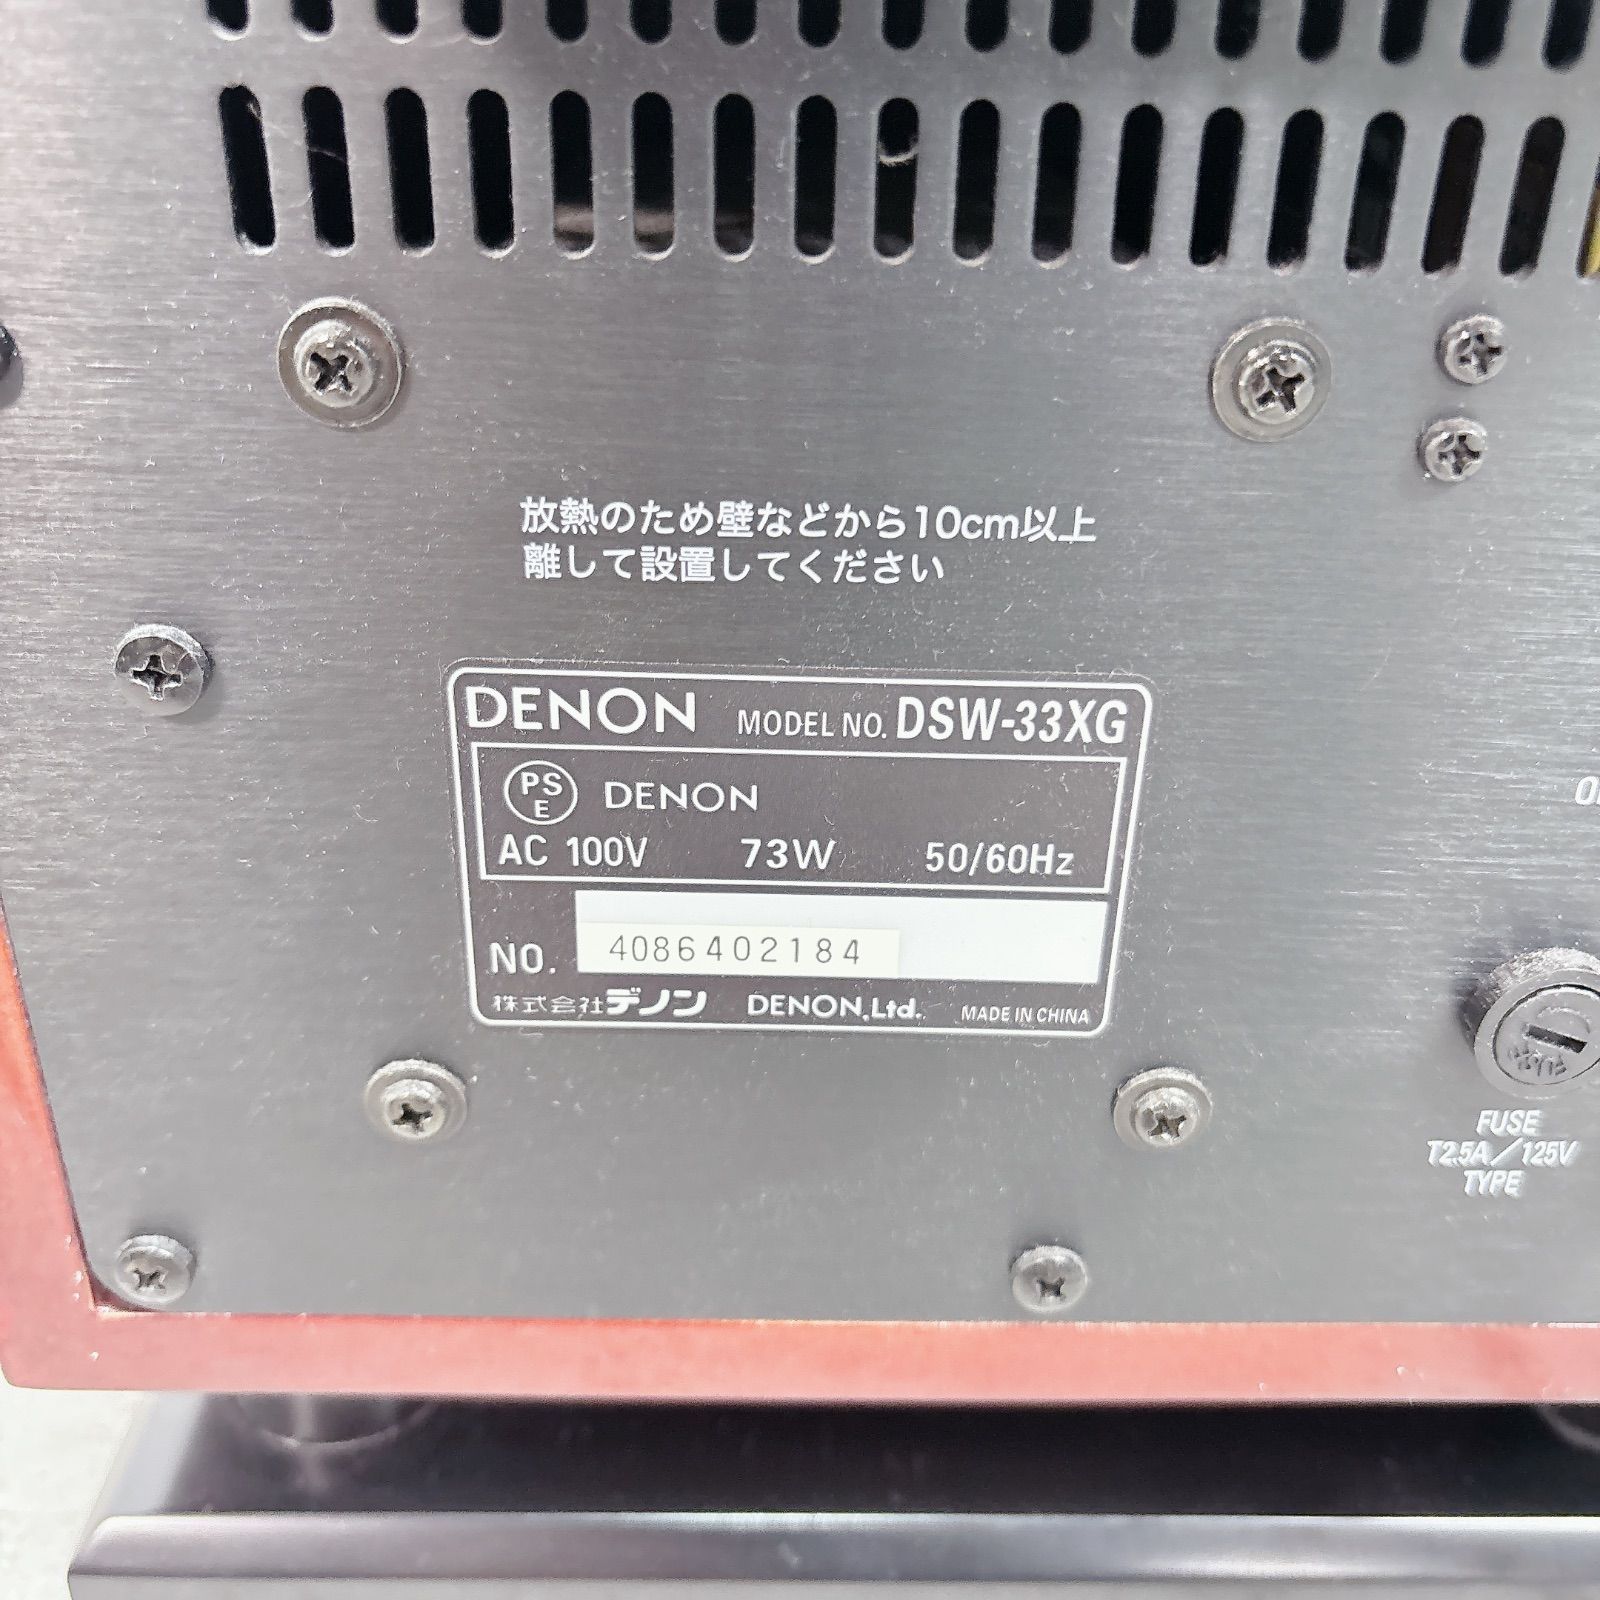 放熱のため壁などから10cm以上
離して設置してください
DENON MODEL NO. DSW-33XG
PSE DENON
AC 100V 73W 50/60Hz
NO. 4086402184
株式会社デノン DENON,Ltd. MADE IN CHINA
FUSE
T2.5A/125V
TYPE